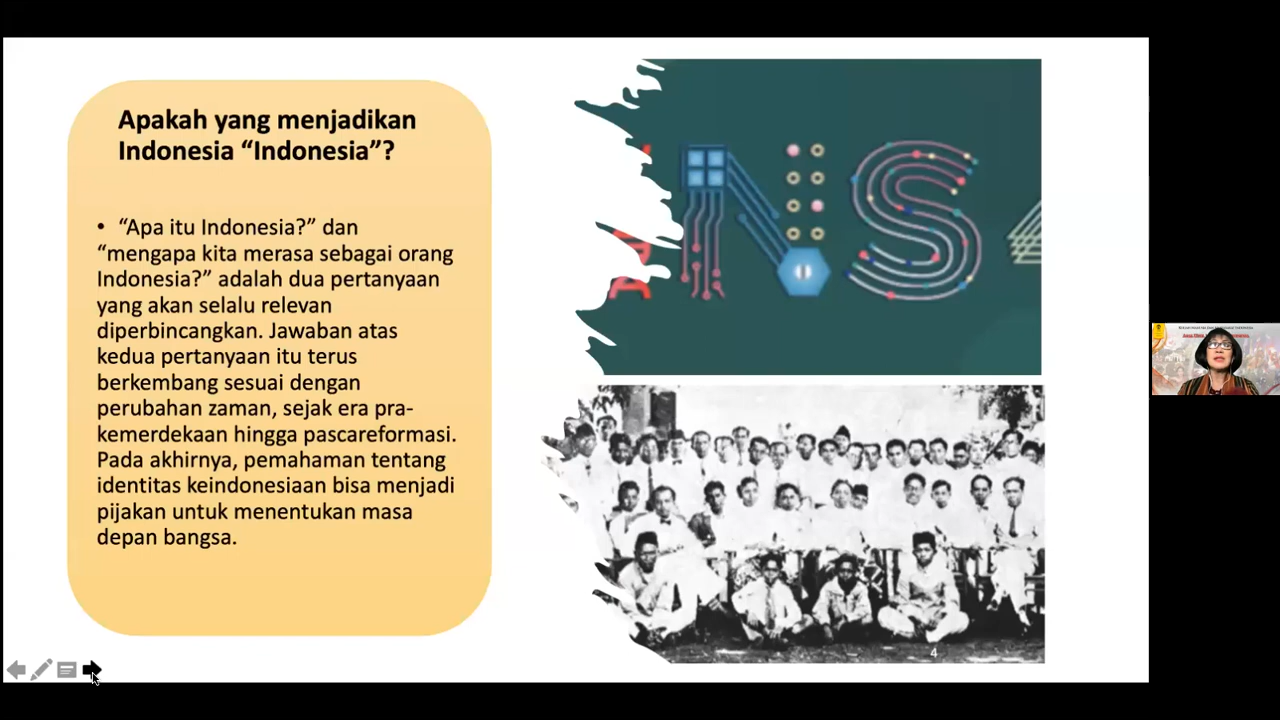 Apakah yang menjadikan
Indonesia “Indonesia”?
• “Apa itu Indonesia?” dan
“mengapa kita merasa sebagai orang
Indonesia?” adalah dua pertanyaan
yang akan selalu relevan
diperbincangkan. Jawaban atas
kedua pertanyaan itu terus
berkembang sesuai dengan
perubahan zaman, sejak era pra-
kemerdekaan hingga pascareformasi.
Pada akhirnya, pemahaman tentang
identitas keindonesiaan bisa menjadi
pijakan untuk menentukan masa
depan bangsa.
NS
4